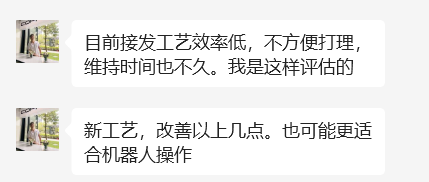 目前接发工艺效率低，不方便打理，
维持时间也不久。我是这样评估的
新工艺，改善以上几点。也可能更适
合机器人操作